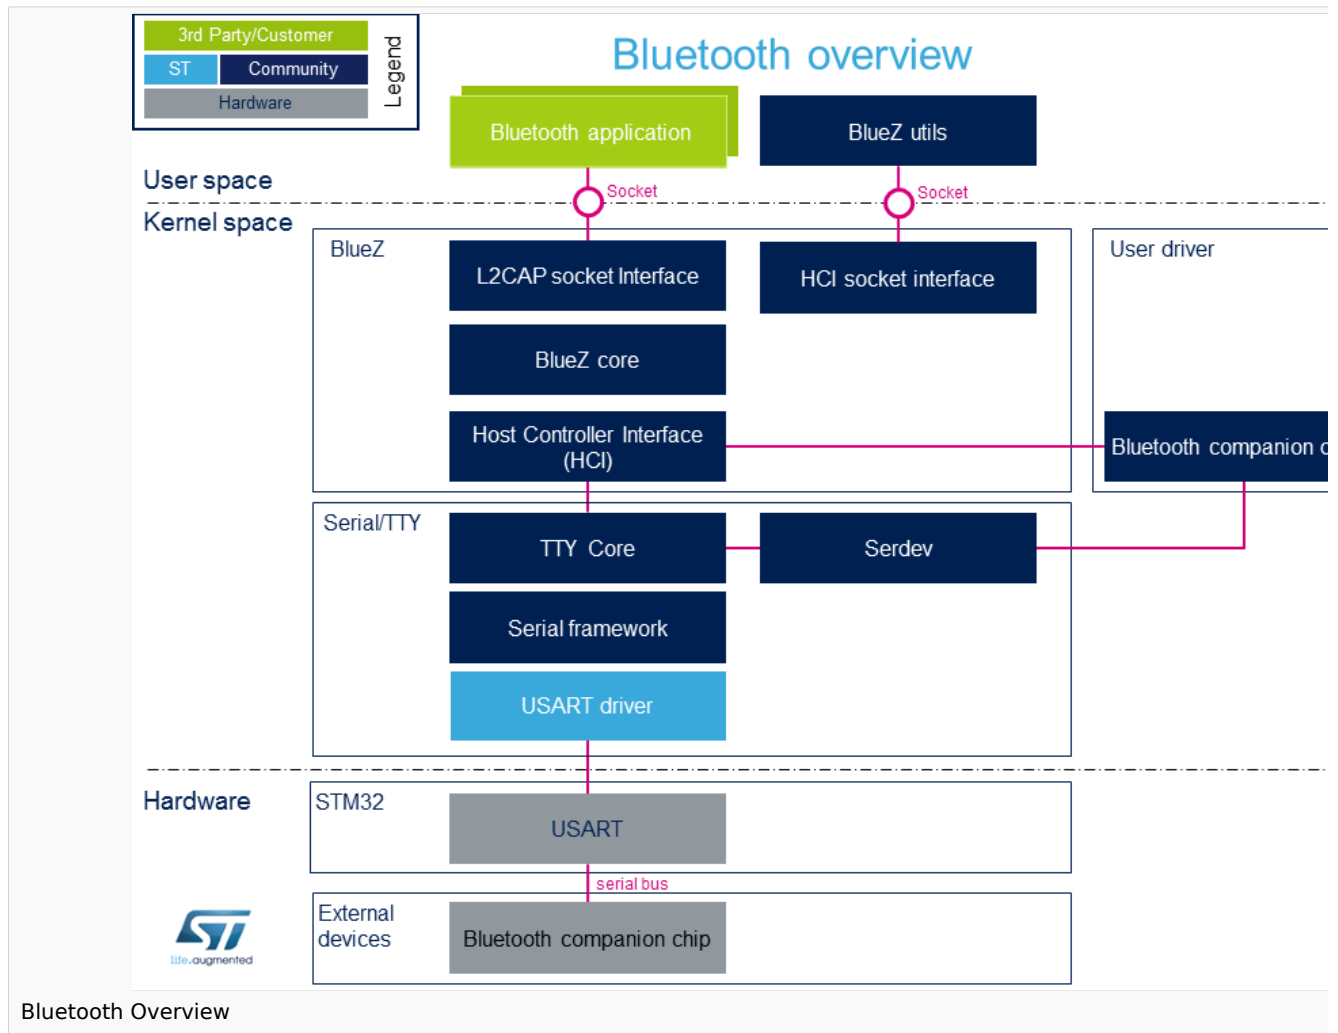 3rd Party/Customer
ST
Community
Hardware
Legend
Bluetooth overview
Bluetooth application
BlueZ utils
User space
Socket
Socket
Kernel space
BlueZ
L2CAP socket Interface
HCI socket interface
User driver
BlueZ core
Host Controller Interface
(HCI)
Bluetooth companion
Serial/TTY
TTY Core
Serdev
Serial framework
USART driver
Hardware
STM32
USART
serial bus
External
devices
Bluetooth companion chip
ST
life.augmented
Bluetooth Overview